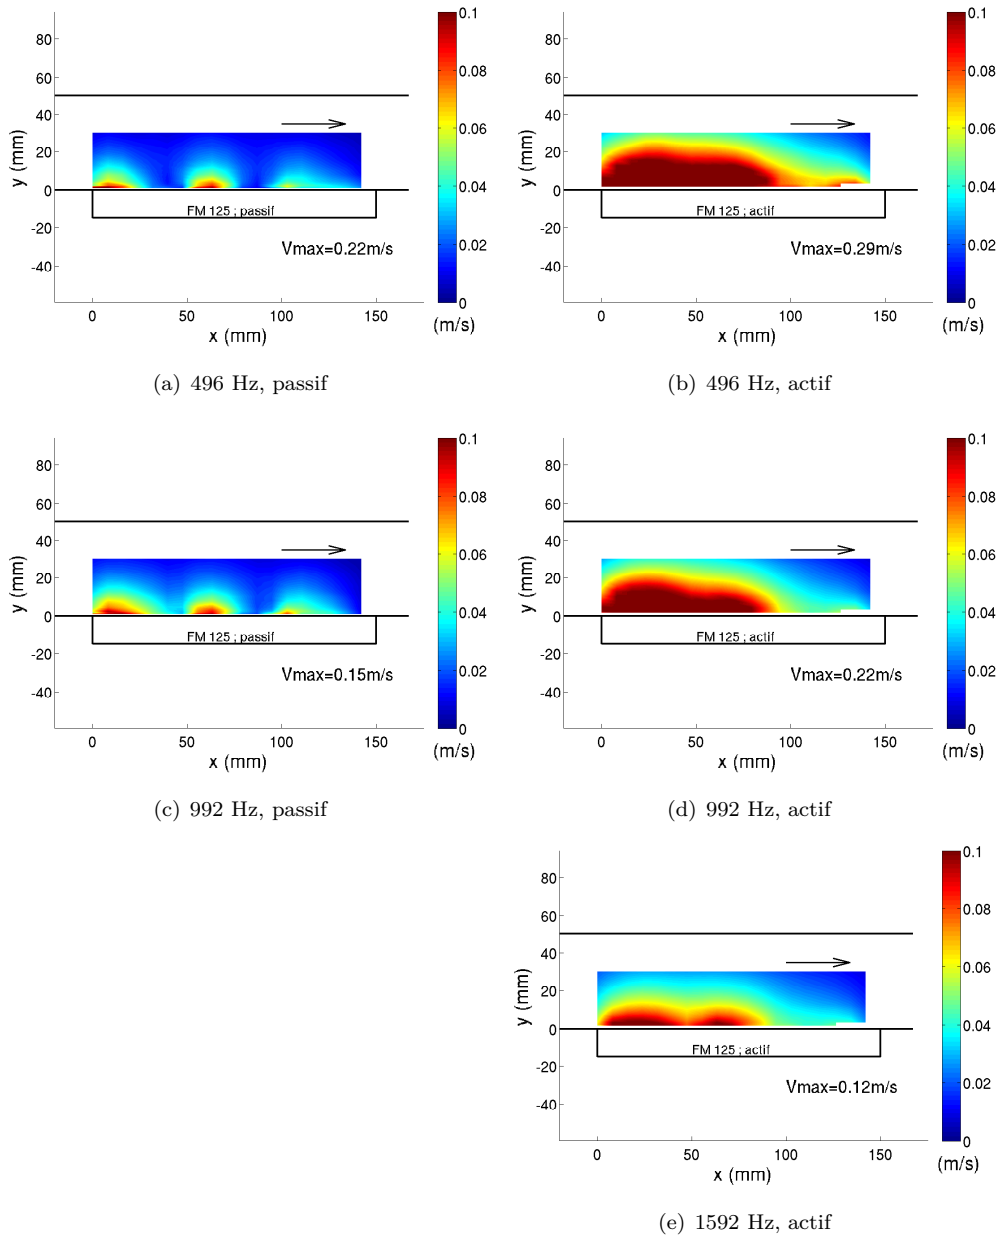 80
60
40
20
0
-20
-40
y (mm)
FM 125 ; passif
Vmax=0.22m/s
0 50 100 150
x (mm)
0.1
0.08
0.06
0.04
0.02
0
(m/s)
(a) 496 Hz, passif
80
60
40
20
0
-20
-40
y (mm)
FM 125 ; actif
Vmax=0.29m/s
0 50 100 150
x (mm)
0.1
0.08
0.06
0.04
0.02
0
(m/s)
(b) 496 Hz, actif
80
60
40
20
0
-20
-40
y (mm)
FM 125 ; passif
Vmax=0.15m/s
0 50 100 150
x (mm)
0.1
0.08
0.06
0.04
0.02
0
(m/s)
(c) 992 Hz, passif
80
60
40
20
0
-20
-40
y (mm)
FM 125 ; actif
Vmax=0.22m/s
0 50 100 150
x (mm)
0.1
0.08
0.06
0.04
0.02
0
(m/s)
(d) 992 Hz, actif
80
60
40
20
0
-20
-40
y (mm)
FM 125 ; actif
Vmax=0.12m/s
0 50 100 150
x (mm)
0.1
0.08
0.06
0.04
0.02
0
(m/s)
(e) 1592 Hz, actif